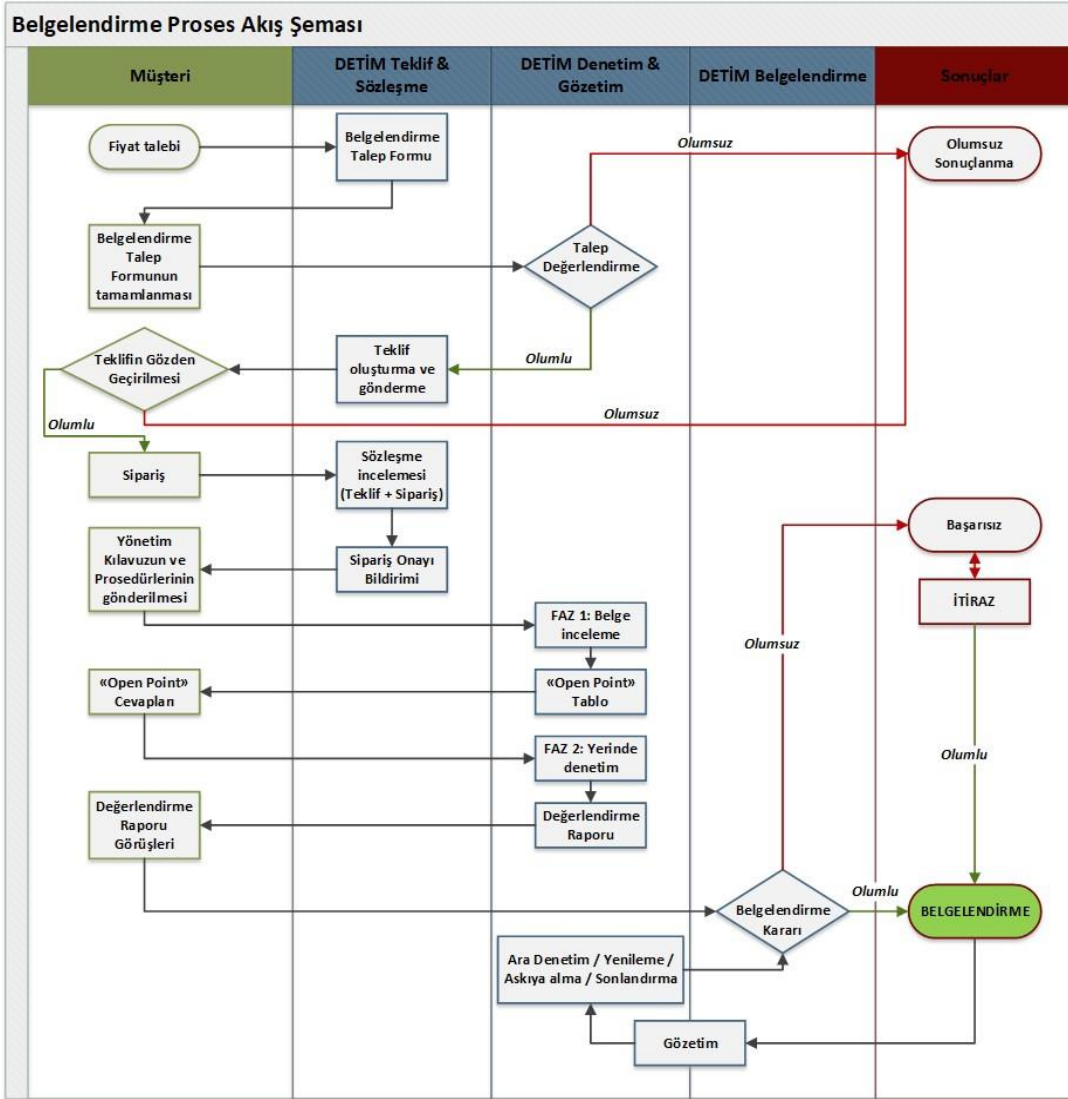 Belgelendirme Proses Akış Şeması
Müşteri
DETİM Teklif &
Sözleşme
DETİM Denetim &
Gözetim
DETİM Belgelendirme
Sonuçlar
Fiyat talebi
Belgelendirme
Talep Formu
Olumsuz
Olumsuz
Sonuçlanma
Belgelendirme
Talep
Formunun
tamamlanması
Talep
Değerlendirme
Teklifin Gözden
Geçirilmesi
Teklif
oluşturma ve
gönderme
Olumlu
Olumsuz
Olumlu
Sipariş
Sözleşme
incelemesi
(Teklif + Sipariş)
Yönetim
Kılavuzun ve
Prosedürlerinin
gönderilmesi
Sipariş Onayı
Bildirimi
Başarısız
İTİRAZ
FAZ 1: Belge
inceleme
Olumsuz
«Open Point»
Cevapları
«Open Point»
Tablo
FAZ 2: Yerinde
denetim
Olumlu
Değerlendirme
Raporu
Görüşleri
Değerlendirme
Raporu
Belgelendirme
Kararı
Olumlu
BELGELENDİRME
Ara Denetim / Yenileme /
Askıya alma / Sonlandırma
Gözetim